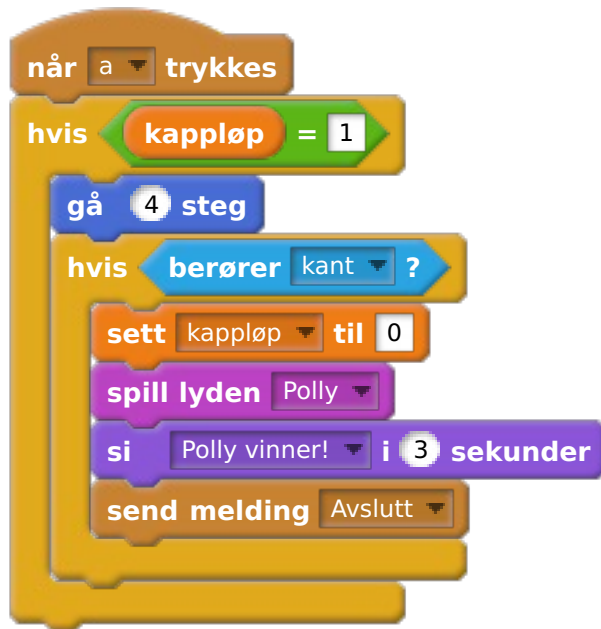 når a trykkes
hvis kappløp = 1
gå 4 steg
hvis berører kant ?
sett kappløp til 0
spill lyden Polly
si Polly vinner! i 3 sekunder
send melding Avslutt